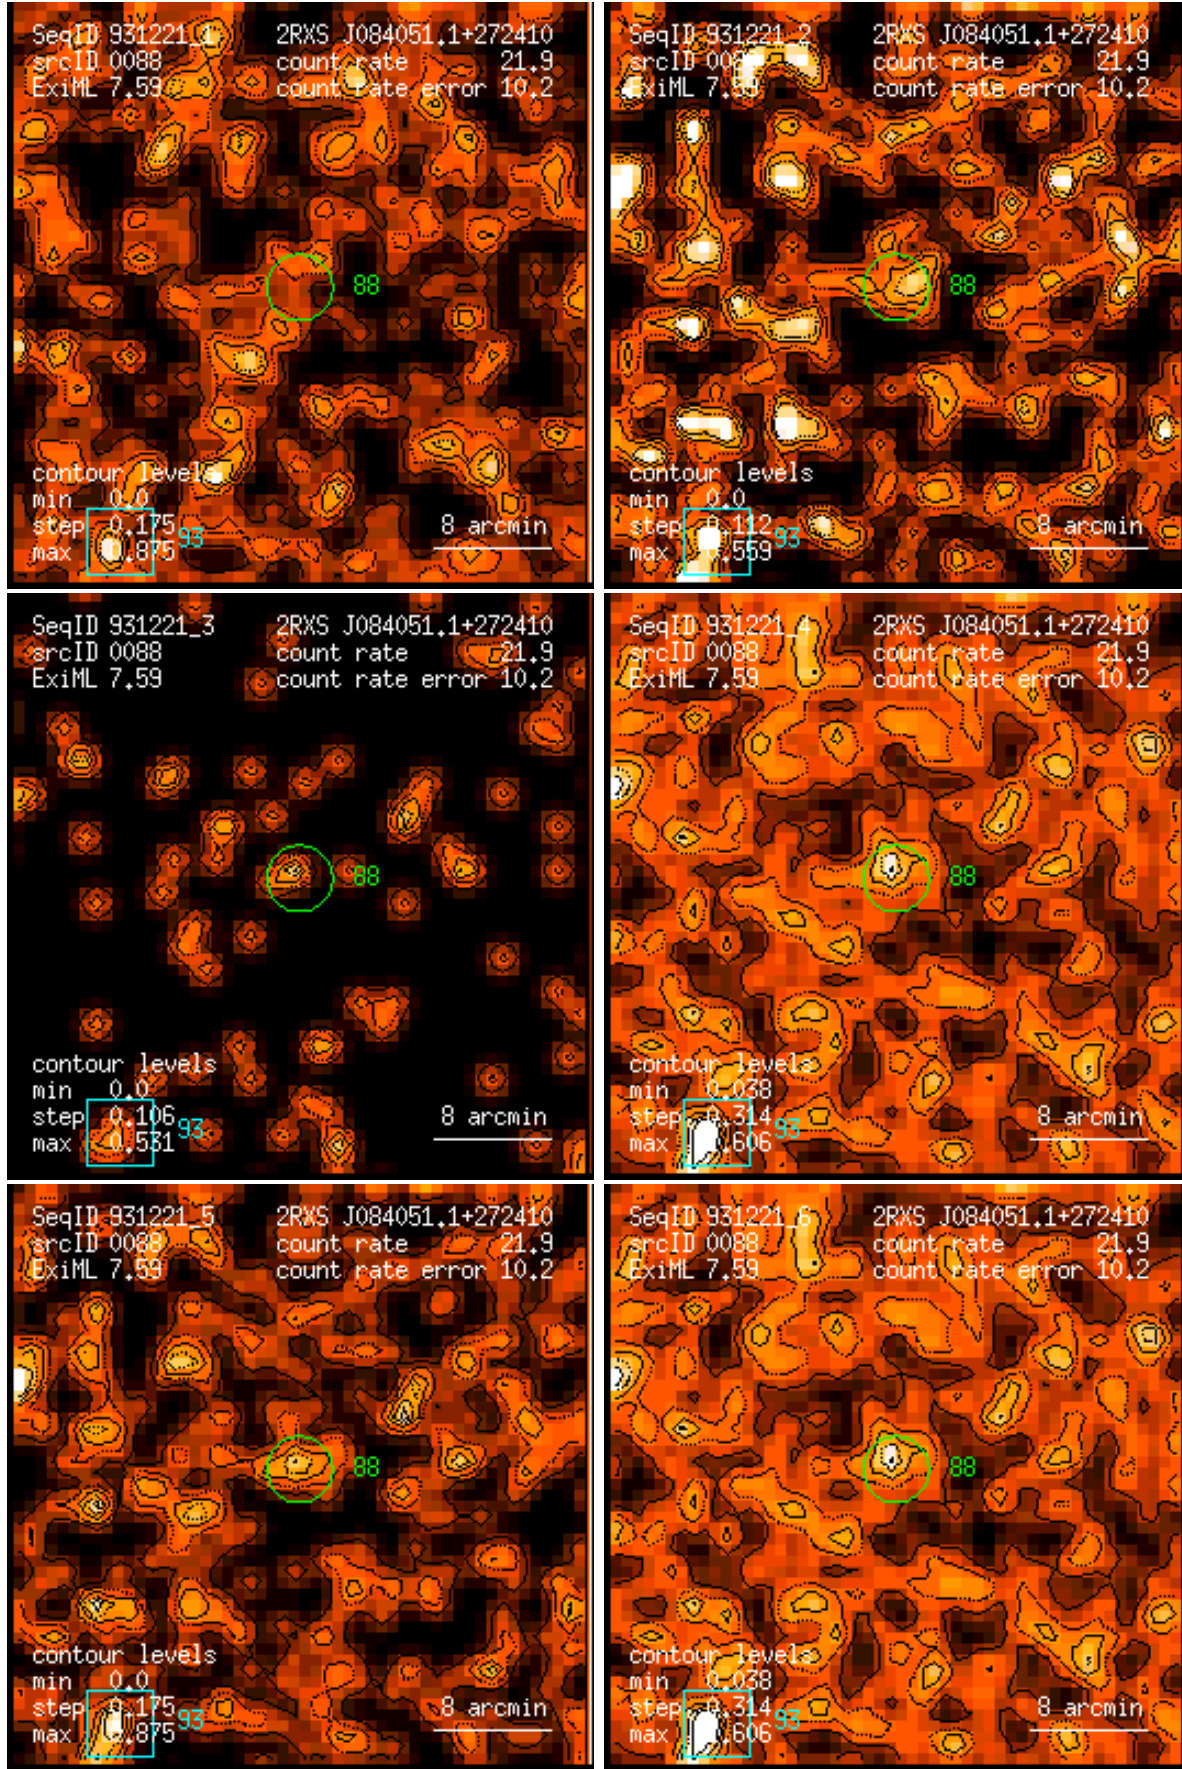 SeqID 931221_1 2RXS J084051.1+272410
srcID 0088 count rate 21.9
ExiML 7.59 count rate error 10.2
88
contour levels
min 0.0
step 0.175
max 0.875
93
8 arcmin
SeqID 931221_2 2RXS J084051.1+272410
srcID 0088 count rate 21.9
ExiML 7.59 count rate error 10.2
88
contour levels
min 0.0
step 0.112
max 0.559
93
8 arcmin
SeqID 931221_3 2RXS J084051.1+272410
srcID 0088 count rate 21.9
ExiML 7.59 count rate error 10.2
88
contour levels
min 0.0
step 0.106
max 0.531
93
8 arcmin
SeqID 931221_4 2RXS J084051.1+272410
srcID 0088 count rate 21.9
ExiML 7.59 count rate error 10.2
88
contour levels
min 0.038
step 0.314
max .606
93
8 arcmin
SeqID 931221_5 2RXS J084051.1+272410
srcID 0088 count rate 21.9
ExiML 7.59 count rate error 10.2
88
contour levels
min 0.0
step 0.175
max 0.875
93
8 arcmin
SeqID 931221_6 2RXS J084051.1+272410
srcID 0088 count rate 21.9
ExiML 7.59 count rate error 10.2
88
contour levels
min 0.038
step 0.314
max .606
93
8 arcmin